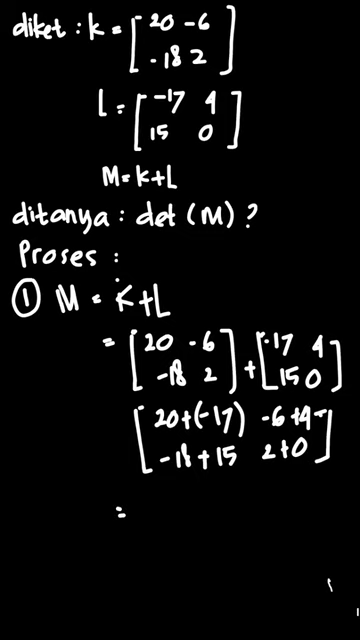 diket : k = [ 20 -6
-18 2 ]
L = [ -17 4
15 0 ]
M = k+L
ditanya : det (M) ?
Proses :
① M = k+L
= [ 20 -6 ] + [ -17 4 ]
-18 2 15 0
[ 20+(-17) -6+4 ]
-18+15 2+0
=